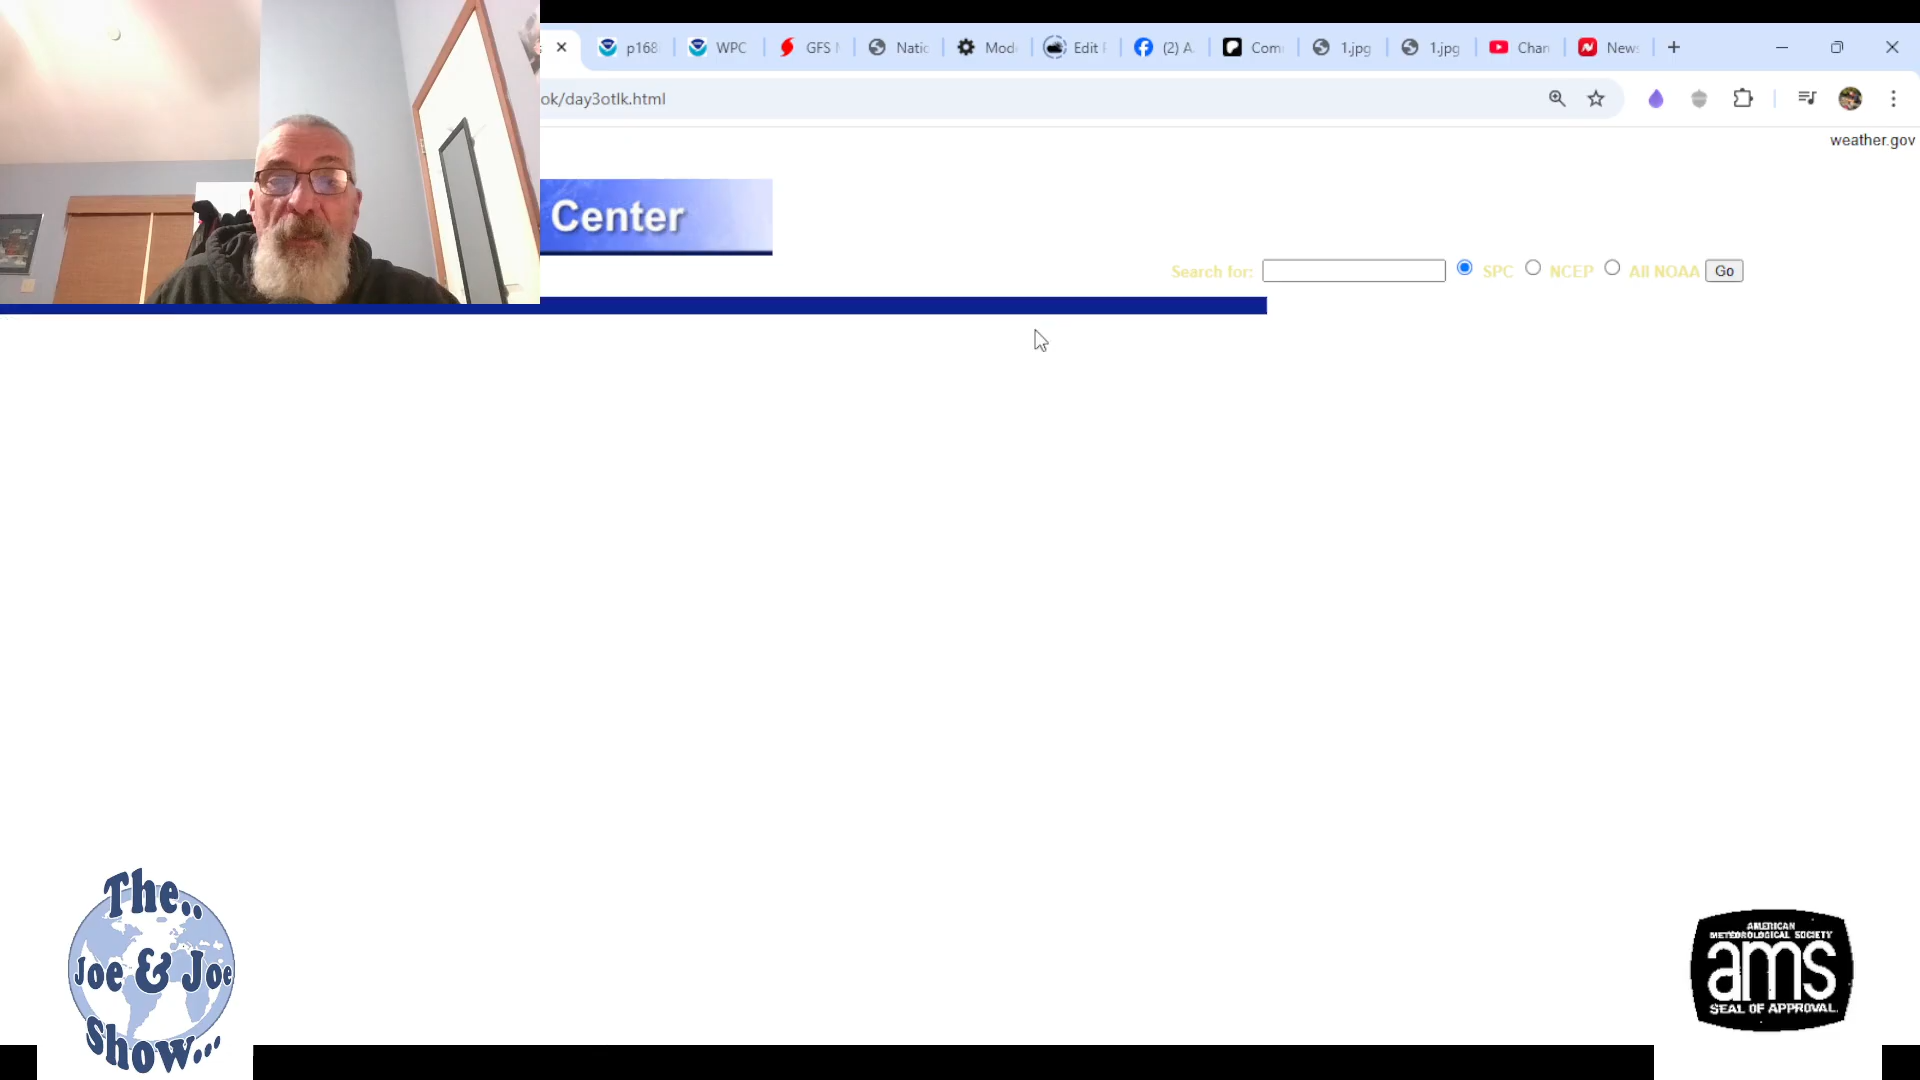 p168
WPC
GFS
Natic
Mod
Edit
(2) A
Com
1.jpg
1.jpg
Chan
News
ok/day3otlk.html
weather.gov
Center
Search for:
SPC
NCEP
All NOAA
Go
The..
Joe & Joe
Show...
AMERICAN
METEOROLOGICAL SOCIETY
ams
SEAL OF APPROVAL